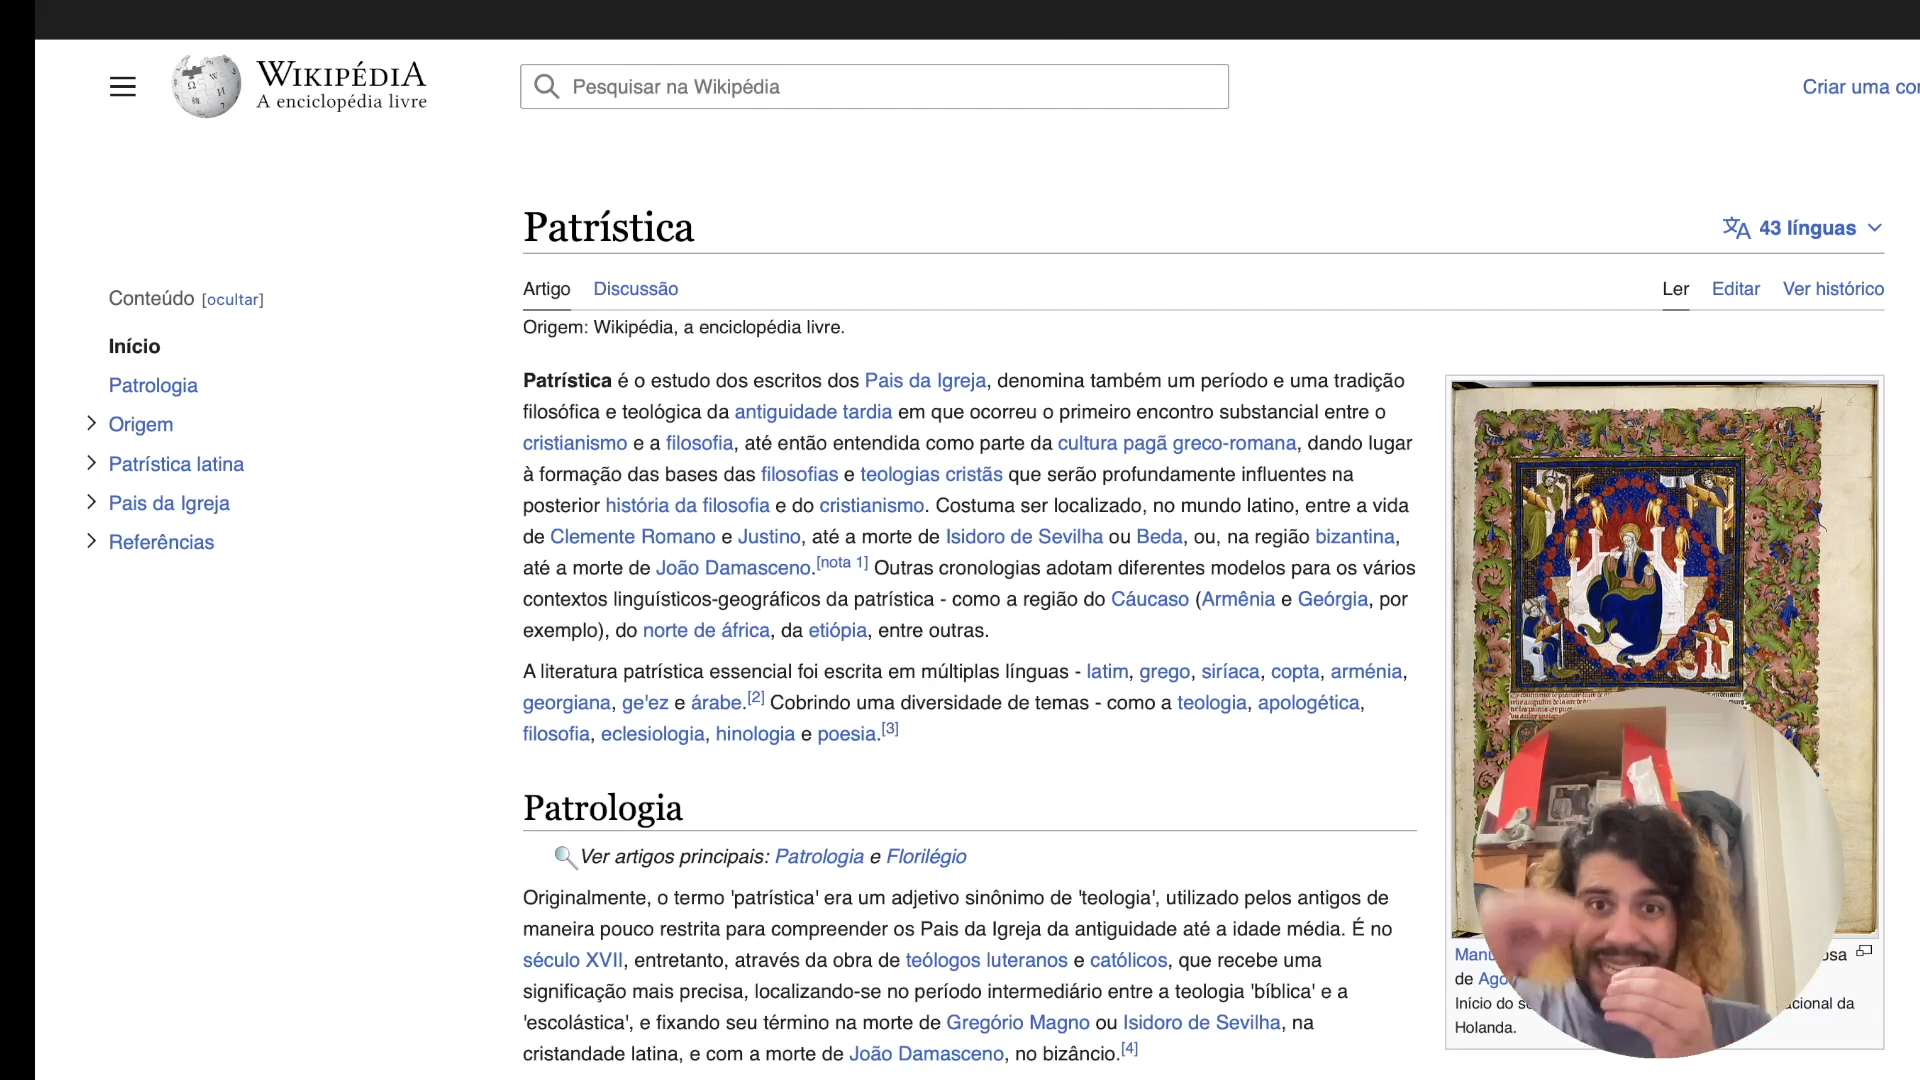 WIKIPÉDIA
A enciclopédia livre
Pesquisar na Wikipédia
Criar uma con
Patrística
43 línguas
Conteúdo [ocultar]
Início
Patrologia
Origem
Patrística latina
Pais da Igreja
Referências
Artigo Discussão
Ler Editar Ver histórico
Origem: Wikipédia, a enciclopédia livre.
Patrística é o estudo dos escritos dos Pais da Igreja, denomina também um período e uma tradição
filosófica e teológica da antiguidade tardia em que ocorreu o primeiro encontro substancial entre o
cristianismo e a filosofia, até então entendida como parte da cultura pagã greco-romana, dando lugar
à formação das bases das filosofias e teologias cristãs que serão profundamente influentes na
posterior história da filosofia e do cristianismo. Costuma ser localizado, no mundo latino, entre a vida
de Clemente Romano e Justino, até a morte de Isidoro de Sevilha ou Beda, ou, na região bizantina,
até a morte de João Damasceno.[nota 1] Outras cronologias adotam diferentes modelos para os vários
contextos linguísticos-geográficos da patrística - como a região do Cáucaso (Armênia e Geórgia, por
exemplo), do norte de áfrica, da etiópia, entre outras.
A literatura patrística essencial foi escrita em múltiplas línguas - latim, grego, siríaca, copta, arménia,
georgiana, ge'ez e árabe.[2] Cobrindo uma diversidade de temas - como a teologia, apologética,
filosofia, eclesiologia, hinologia e poesia.[3]
Patrologia
Ver artigos principais: Patrologia e Florilégio
Originalmente, o termo 'patrística' era um adjetivo sinônimo de 'teologia', utilizado pelos antigos de
maneira pouco restrita para compreender os Pais da Igreja da antiguidade até a idade média. É no
século XVII, entretanto, através da obra de teólogos luteranos e católicos, que recebe uma
significação mais precisa, localizando-se no período intermediário entre a teologia 'bíblica' e a
'escolástica', e fixando seu término na morte de Gregório Magno ou Isidoro de Sevilha, na
cristandade latina, e com a morte de João Damasceno, no bizâncio.[4]
Manu osa
de Ago
Início do s acional da
Holanda.